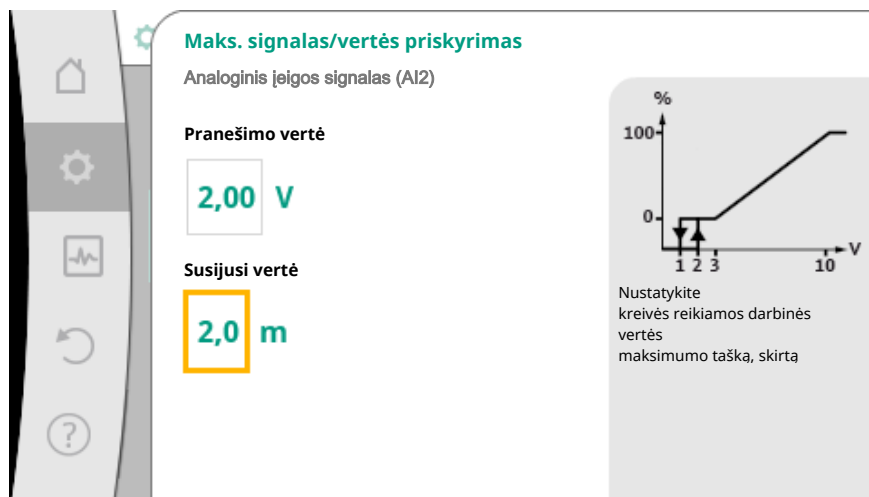 Maks. signalas/vertės priskyrimas
Analoginis įeigos signalas (AI2)
Pranešimo vertė
2,00 V
Susijusi vertė
2,0 m
%
100
0
1 2 3 10 V
Nustatykite
kreivės reikiamos darbinės
vertės
maksimumo tašką, skirtą
?